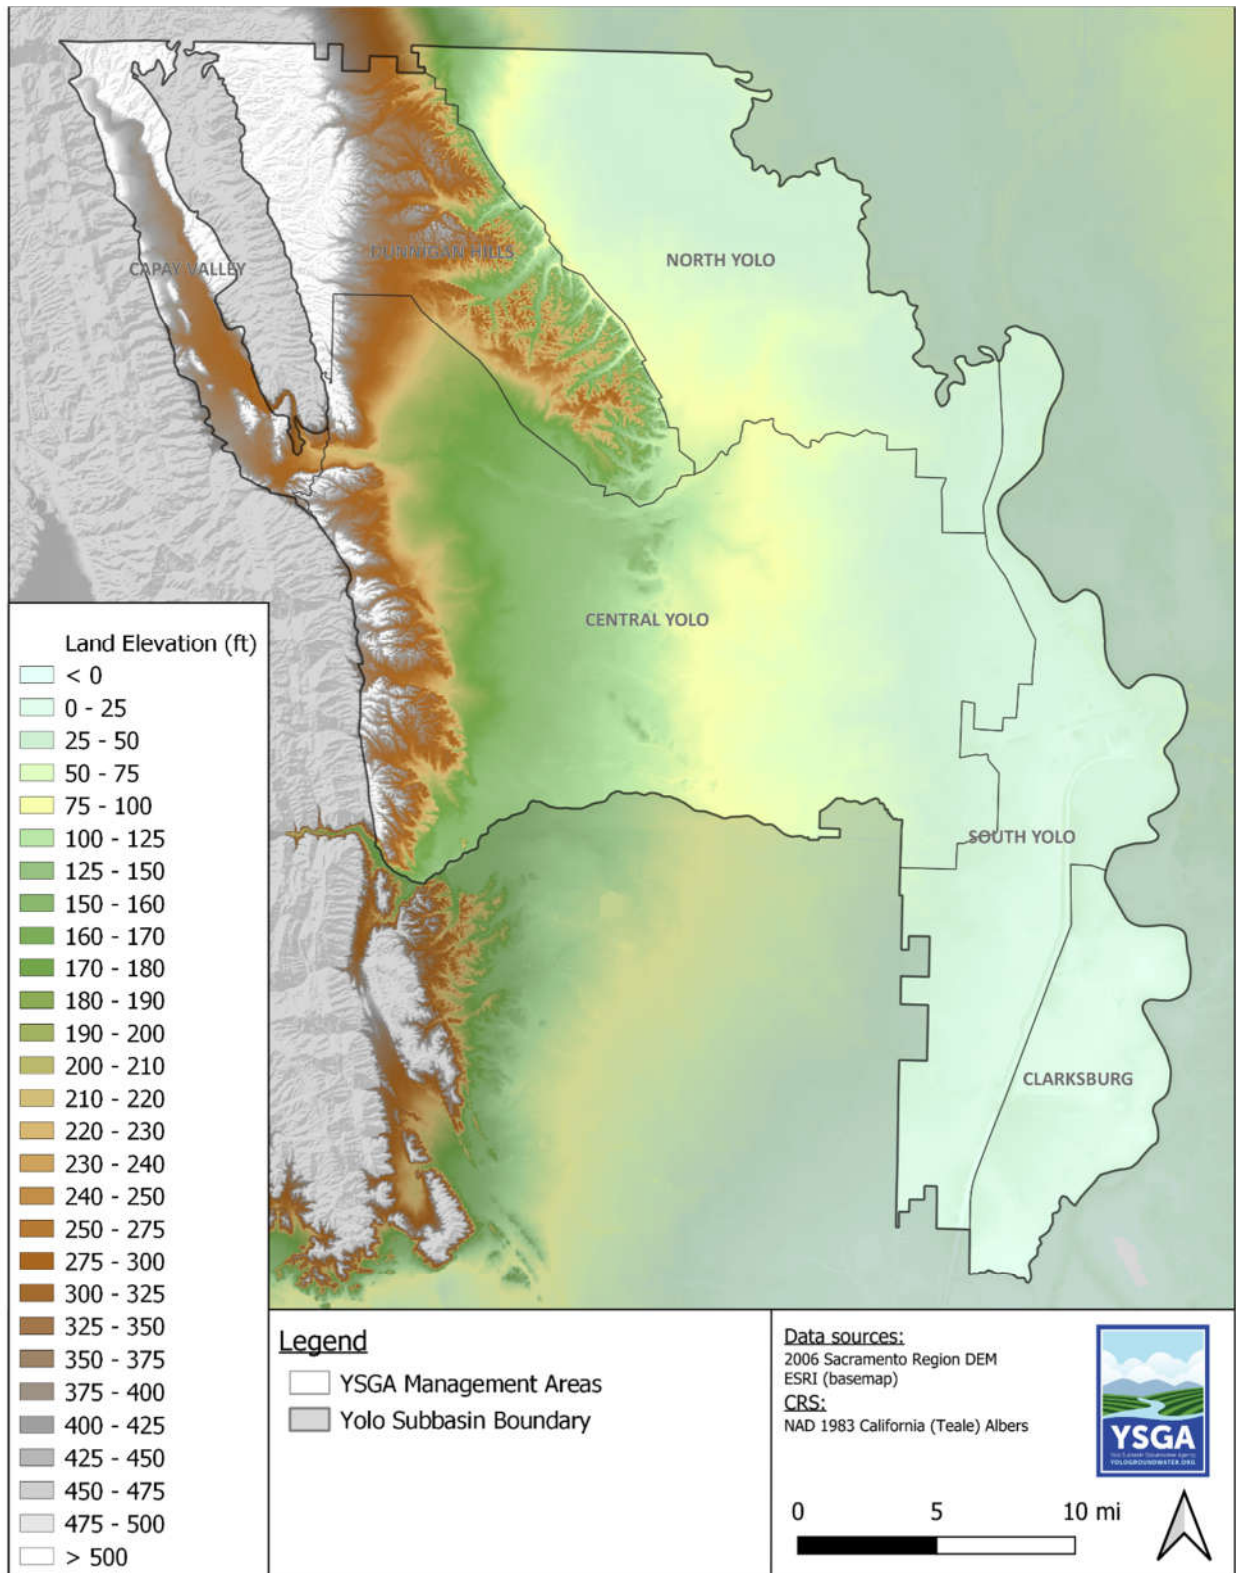 CAPAY VALLEY
DUNNIGAN HILLS
NORTH YOLO
CENTRAL YOLO
SOUTH YOLO
CLARKSBURG
Land Elevation (ft)
< 0
0 - 25
25 - 50
50 - 75
75 - 100
100 - 125
125 - 150
150 - 160
160 - 170
170 - 180
180 - 190
190 - 200
200 - 210
210 - 220
220 - 230
230 - 240
240 - 250
250 - 275
275 - 300
300 - 325
325 - 350
350 - 375
375 - 400
400 - 425
425 - 450
450 - 475
475 - 500
> 500
Legend
YSGA Management Areas
Yolo Subbasin Boundary
Data sources:
2006 Sacramento Region DEM
ESRI (basemap)
CRS:
NAD 1983 California (Teale) Albers
YSGA
YOLOGROUNDWATER.ORG
0 5 10 mi